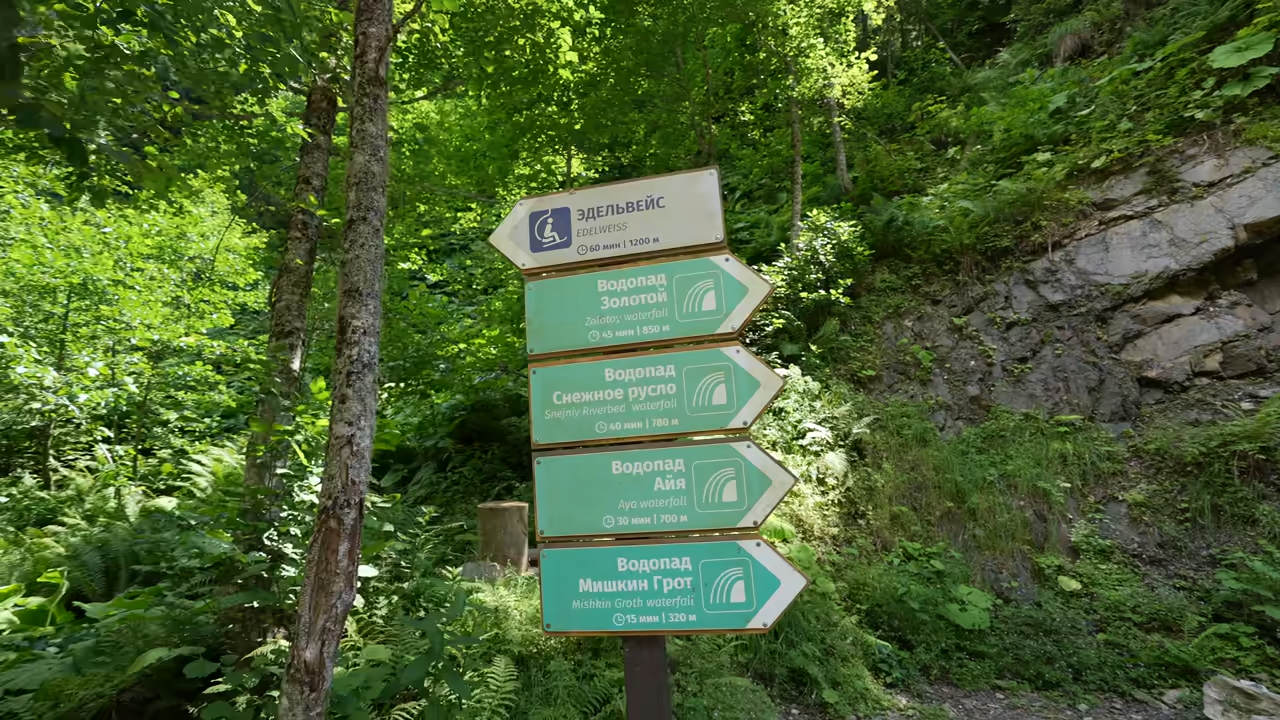 ЭДЕЛЬВЕЙС
EDELWEISS
60 мин | 1200 м
Водопад
Золотой
Zolotoy waterfall
45 мин | 850 м
Водопад
Снежное русло
Snejniy Riverbed waterfall
40 мин | 780 м
Водопад
Айя
Aya waterfall
30 мин | 700 м
Водопад
Мишкин Грот
Mishkin Groth waterfall
15 мин | 320 м